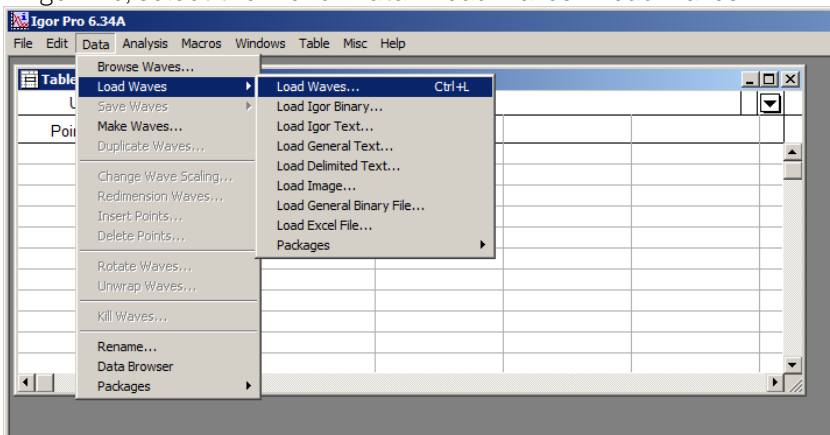 Igor Pro 6.34A
File Edit Data Analysis Macros Windows Table Misc Help
Browse Waves...
Load Waves
Save Waves
Make Waves...
Duplicate Waves...
Change Wave Scaling...
Redimension Waves...
Insert Points...
Delete Points...
Rotate Waves...
Unwrap Waves...
Kill Waves...
Rename...
Data Browser
Packages
Load Waves... Ctrl+L
Load Igor Binary...
Load Igor Text...
Load General Text...
Load Delimited Text...
Load Image...
Load General Binary File...
Load Excel File...
Packages
Table
Poi